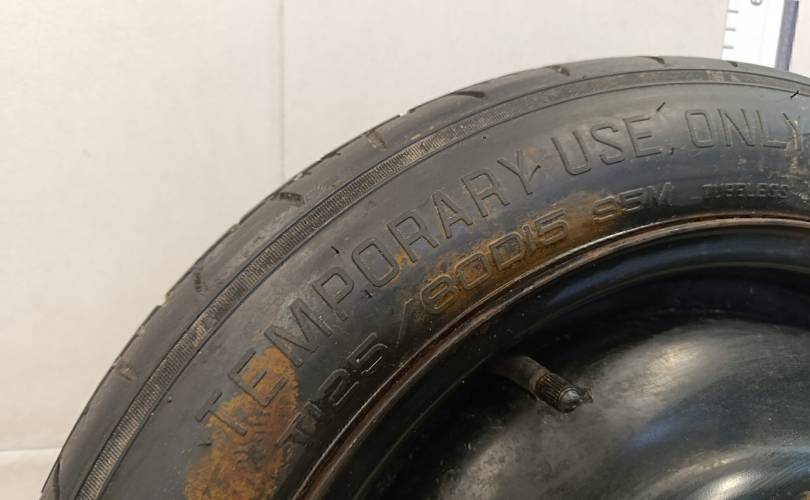 TEMPORARY USE ONLY
T125/80D15 95M TUBELESS